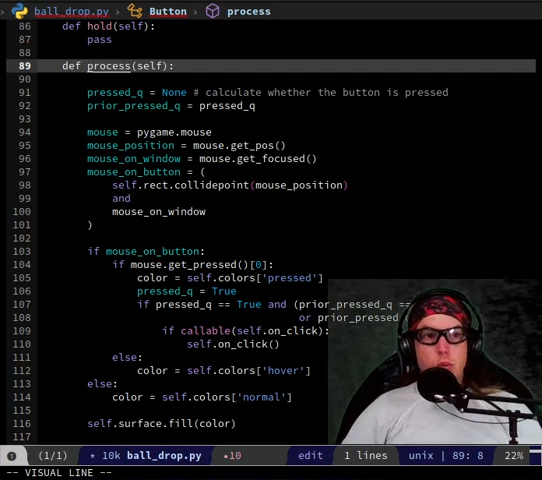 ball_drop.py > Button > process
86 def hold(self):
87 pass
88
89 def process(self):
90
91 pressed_q = None # calculate whether the button is pressed
92 prior_pressed_q = pressed_q
93
94 mouse = pygame.mouse
95 mouse_position = mouse.get_pos()
96 mouse_on_window = mouse.get_focused()
97 mouse_on_button = (
98 self.rect.collidepoint(mouse_position)
99 and
100 mouse_on_window
101 )
102
103 if mouse_on_button:
104 if mouse.get_pressed()[0]:
105 color = self.colors['pressed']
106 pressed_q = True
107 if pressed_q == True and (prior_pressed_q ==
108 or prior_pressed
109 if callable(self.on_click):
110 self.on_click()
111 else:
112 color = self.colors['hover']
113 else:
114 color = self.colors['normal']
115
116 self.surface.fill(color)
117
(1/1) * 10k ball_drop.py •10 edit 1 lines unix | 89: 8 22%
-- VISUAL LINE --